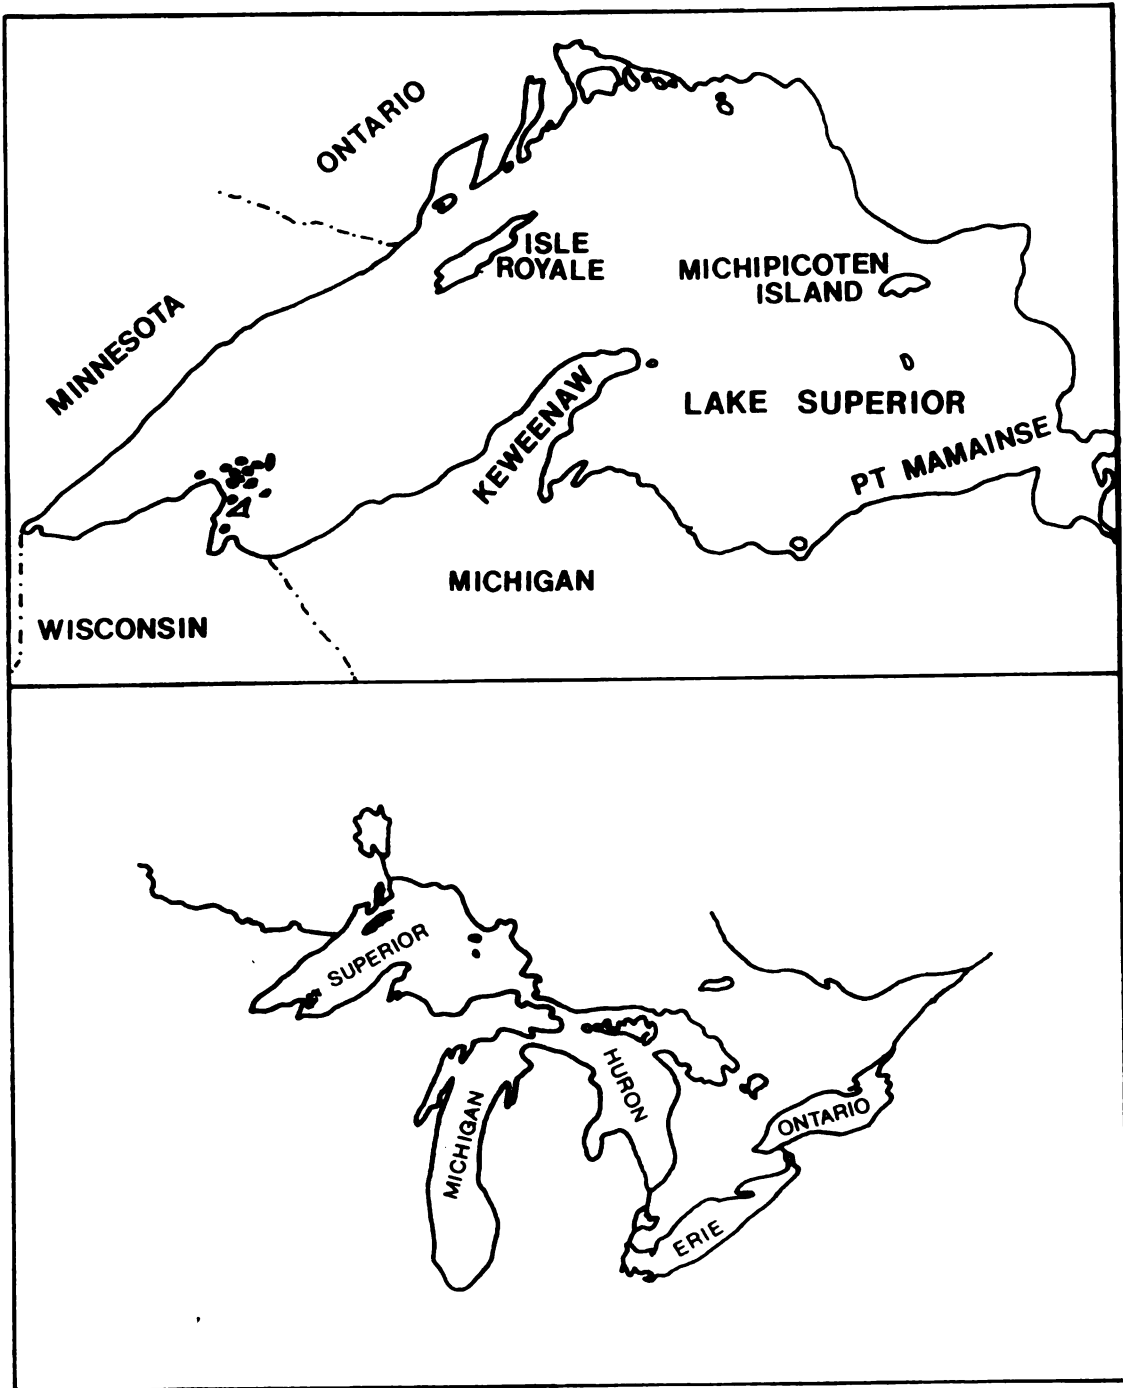 ONTARIO
ISLE
ROYALE
MICHIPICOTEN
ISLAND
MINNESOTA
KEWEENAW
LAKE SUPERIOR
PT MAMAINSE
MICHIGAN
WISCONSIN
SUPERIOR
HURON
MICHIGAN
ONTARIO
ERIE